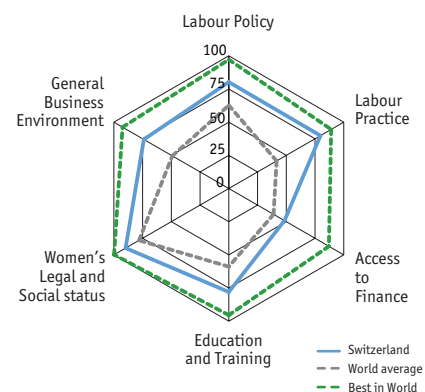 Labour Policy
100
75
50
25
0
General
Business
Environment
Labour
Practice
Women's
Legal and
Social status
Access
to
Finance
Education
and Training
Switzerland
World average
Best in World